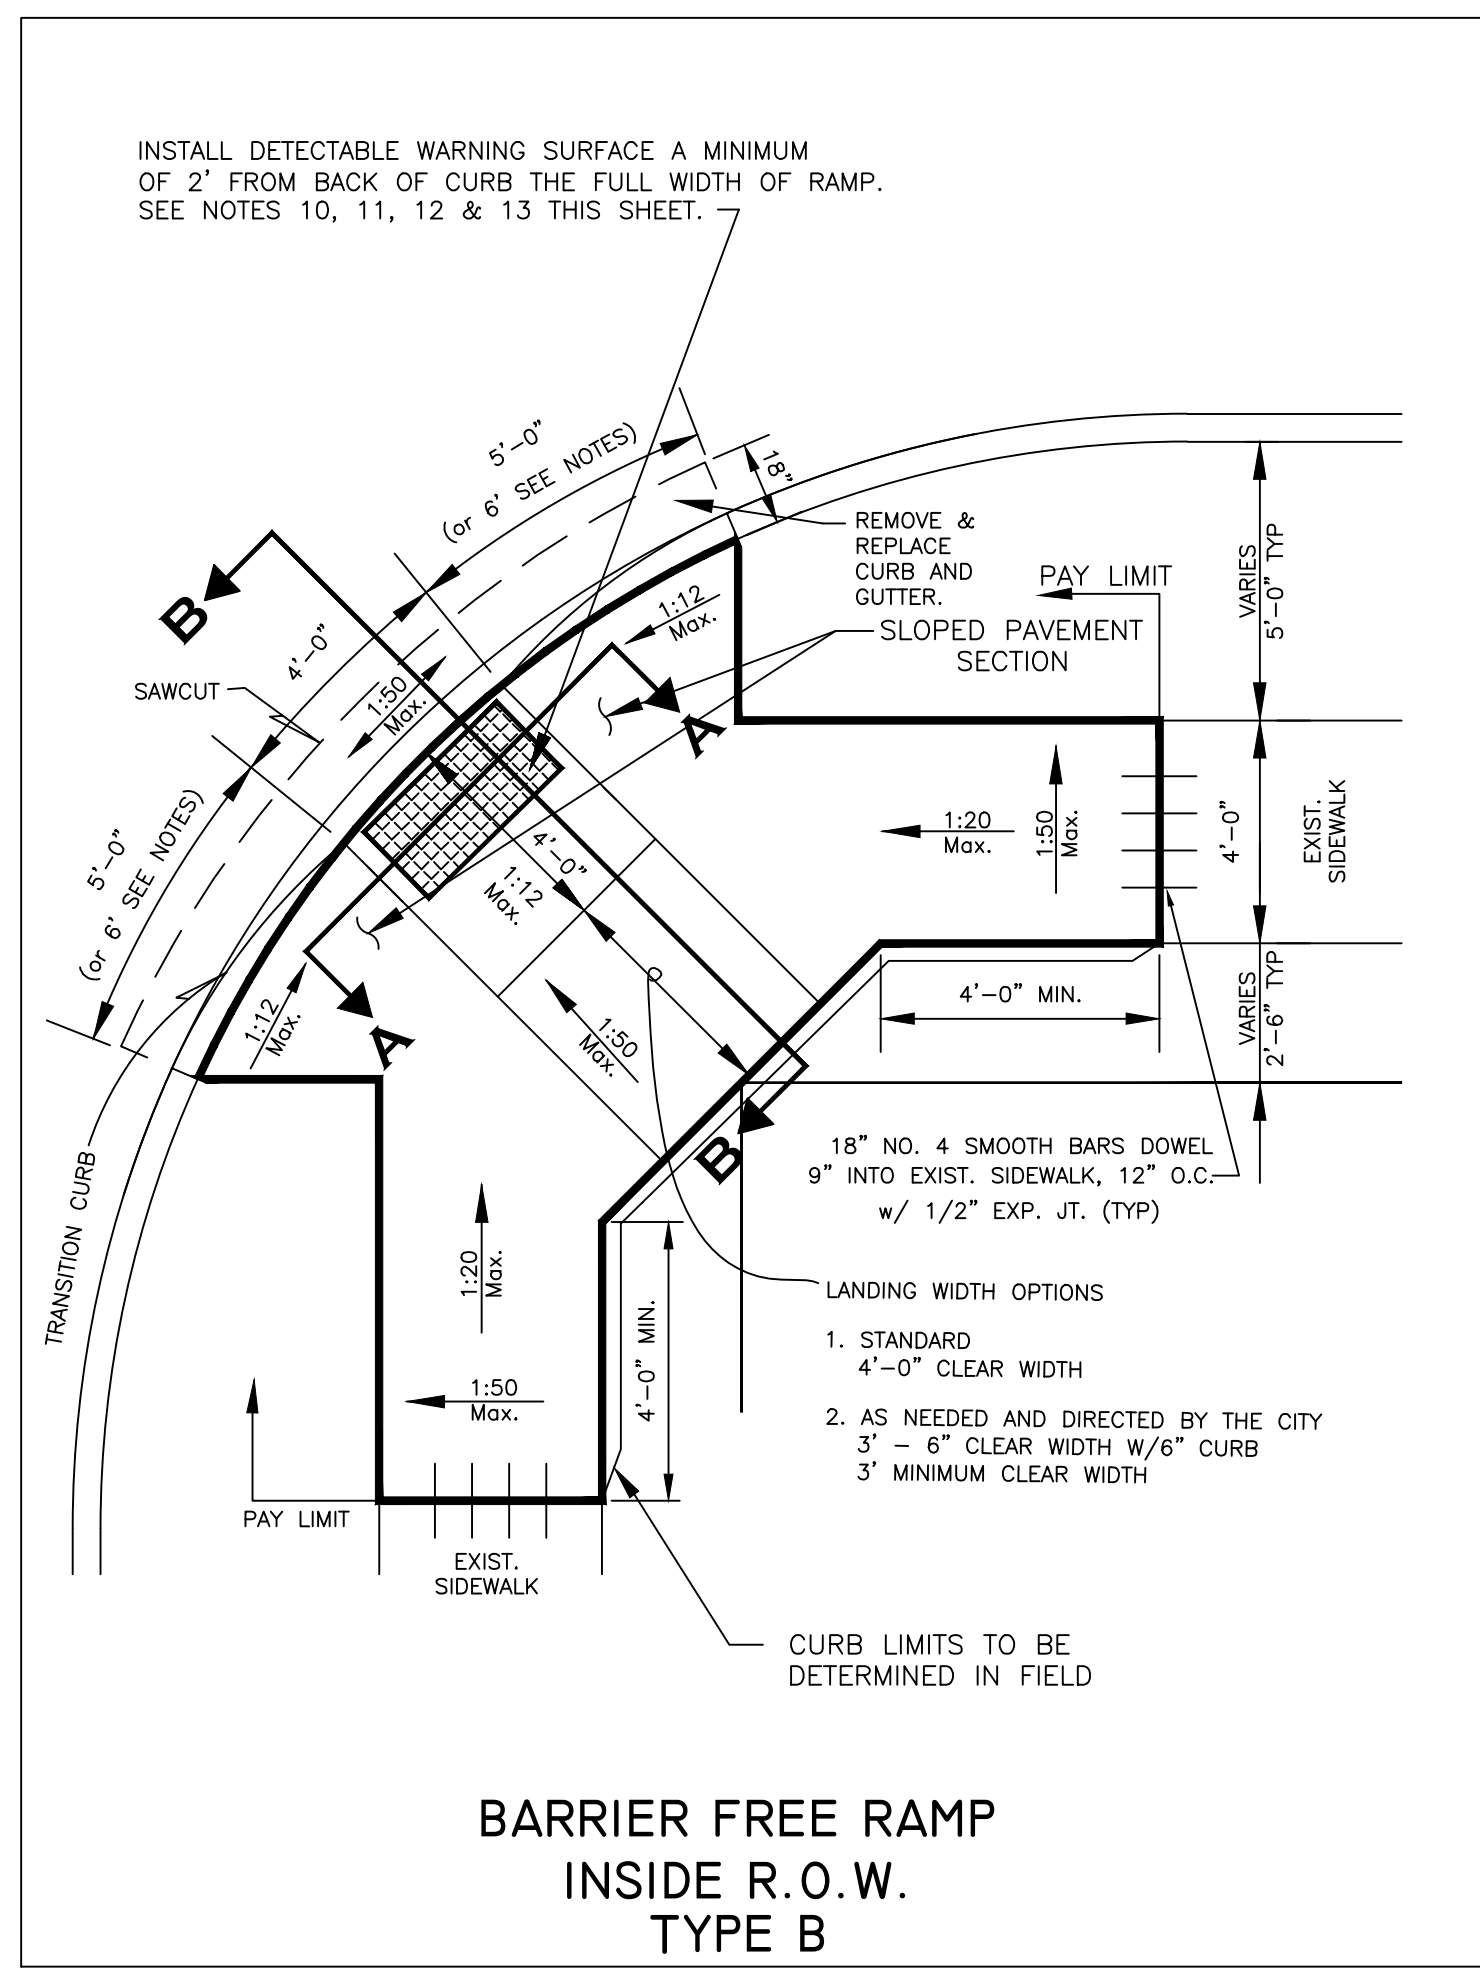 INSTALL DETECTABLE WARNING SURFACE A MINIMUM
OF 2' FROM BACK OF CURB THE FULL WIDTH OF RAMP.
SEE NOTES 10, 11, 12 & 13 THIS SHEET.
5'-0"
(or 6' SEE NOTES)
18"
REMOVE &
REPLACE
CURB AND
GUTTER.
PAY LIMIT
VARIES
5'-0" TYP
B
4'-0"
1:12
Max.
SLOPED PAVEMENT
SECTION
SAWCUT
1:50
Max.
A
5'-0"
(or 6' SEE NOTES)
4'-0"
1:12
Max.
1:20
Max.
1:50
Max.
4'-0"
EXIST.
SIDEWALK
1:12
Max.
A
1:50
Max.
4'-0" MIN.
VARIES
2'-6" TYP
B
18" NO. 4 SMOOTH BARS DOWEL
9" INTO EXIST. SIDEWALK, 12" O.C.
w/ 1/2" EXP. JT. (TYP)
TRANSITION CURB
1:20
Max.
4'-0" MIN.
LANDING WIDTH OPTIONS
1. STANDARD
4'-0" CLEAR WIDTH
2. AS NEEDED AND DIRECTED BY THE CITY
3' - 6" CLEAR WIDTH W/6" CURB
3' MINIMUM CLEAR WIDTH
1:50
Max.
PAY LIMIT
EXIST.
SIDEWALK
CURB LIMITS TO BE
DETERMINED IN FIELD
BARRIER FREE RAMP
INSIDE R.O.W.
TYPE B